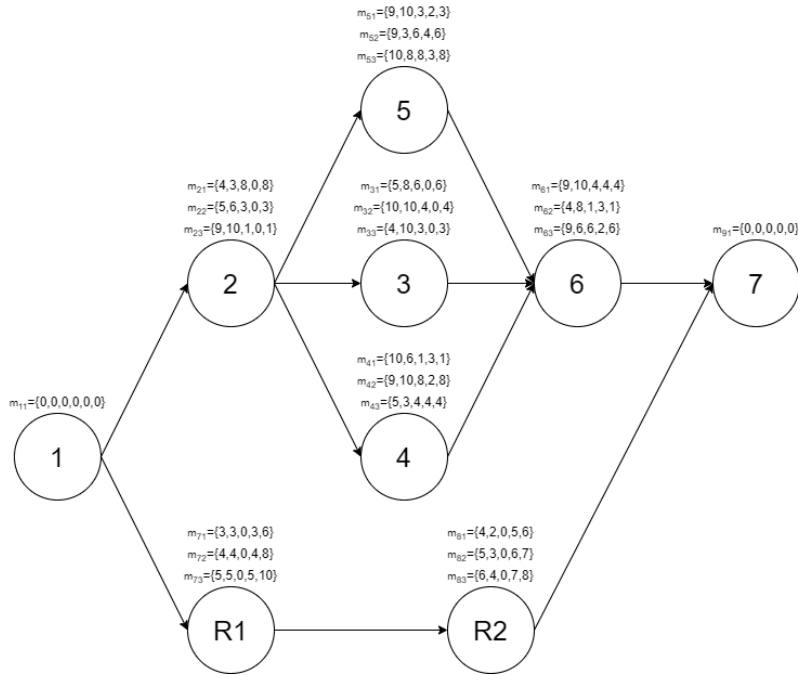 m51={9,10,3,2,3}
m52={9,3,6,4,6}
m53={10,8,8,3,8}
5
m21={4,3,8,0,8}
m22={5,6,3,0,3}
m23={9,10,1,0,1}
m31={5,8,6,0,6}
m32={10,10,4,0,4}
m33={4,10,3,0,3}
m61={9,10,4,4,4}
m62={4,8,1,3,1}
m63={9,6,6,2,6}
m91={0,0,0,0,0}
2
3
6
7
m41={10,6,1,3,1}
m42={9,10,8,2,8}
m43={5,3,4,4,4}
m11={0,0,0,0,0,0}
1
4
m71={3,3,0,3,6}
m72={4,4,0,4,8}
m73={5,5,0,5,10}
m81={4,2,0,5,6}
m82={5,3,0,6,7}
m83={6,4,0,7,8}
R1
R2